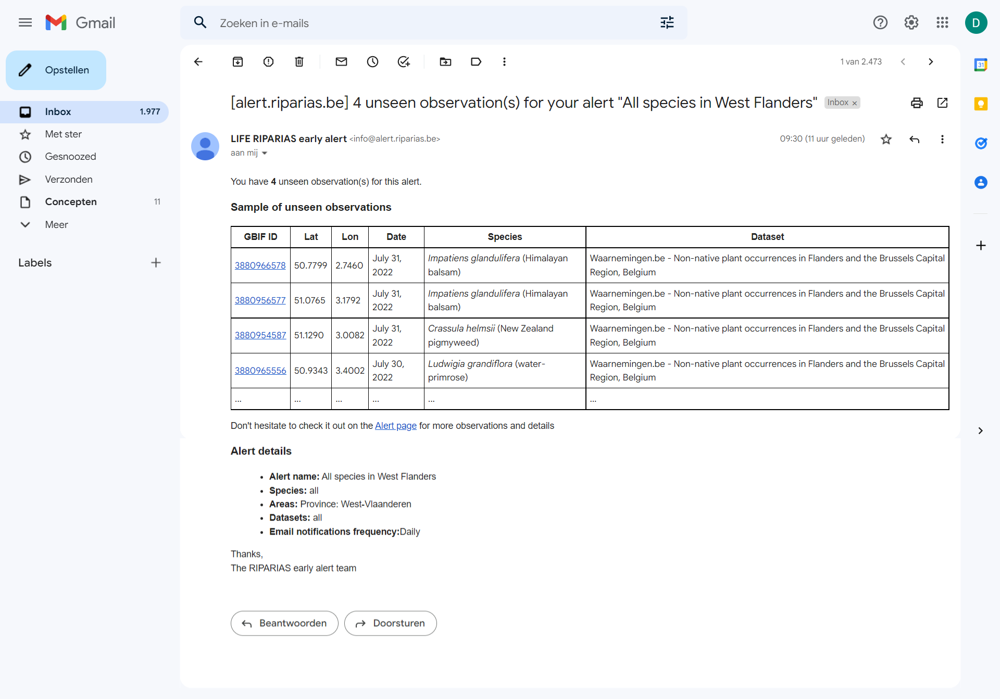 Gmail
Zoeken in e-mails
D
Opstellen
Inbox 1.977
Met ster
Gesnoozed
Verzonden
Concepten 11
Meer
Labels
1 van 2.473
31
[alert.riparias.be] 4 unseen observation(s) for your alert "All species in West Flanders" Inbox ×
LIFE RIPARIAS early alert <info@alert.riparias.be> 09:30 (11 uur geleden)
aan mij
You have 4 unseen observation(s) for this alert.
Sample of unseen observations
GBIF ID Lat Lon Date Species Dataset
3880966578 50.7799 2.7460 July 31, 2022 Impatiens glandulifera (Himalayan balsam) Waarnemingen.be - Non-native plant occurrences in Flanders and the Brussels Capital Region, Belgium
3880956577 51.0765 3.1792 July 31, 2022 Impatiens glandulifera (Himalayan balsam) Waarnemingen.be - Non-native plant occurrences in Flanders and the Brussels Capital Region, Belgium
3880954587 51.1290 3.0082 July 31, 2022 Crassula helmsii (New Zealand pigmyweed) Waarnemingen.be - Non-native plant occurrences in Flanders and the Brussels Capital Region, Belgium
3880965556 50.9343 3.4002 July 30, 2022 Ludwigia grandiflora (water-primrose) Waarnemingen.be - Non-native plant occurrences in Flanders and the Brussels Capital Region, Belgium
... ... ... ... ... ...
Don't hesitate to check it out on the Alert page for more observations and details
Alert details
• Alert name: All species in West Flanders
• Species: all
• Areas: Province: West-Vlaanderen
• Datasets: all
• Email notifications frequency:Daily
Thanks,
The RIPARIAS early alert team
Beantwoorden
Doorsturen